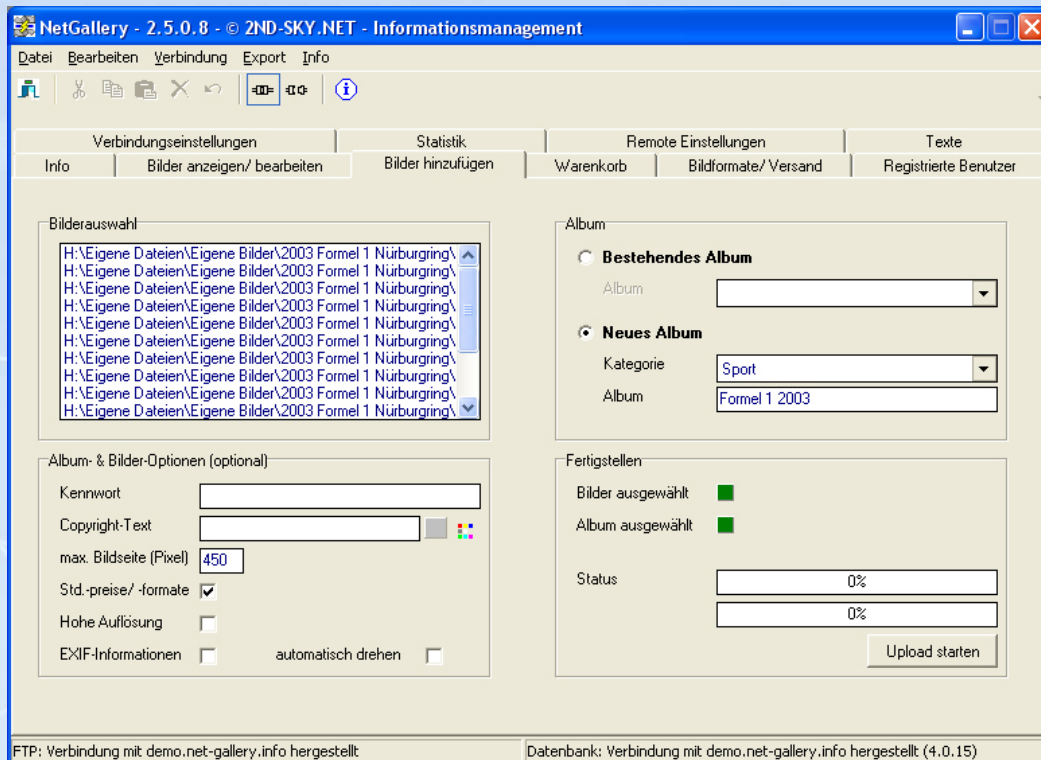 NetGallery - 2.5.0.8 - © 2ND-SKY.NET - Informationsmanagement
Datei Bearbeiten Verbindung Export Info
Verbindungseinstellungen Statistik Remote Einstellungen Texte
Info Bilder anzeigen/ bearbeiten Bilder hinzufügen Warenkorb Bildformate/ Versand Registrierte Benutzer
Bilderauswahl
H:\Eigene Dateien\Eigene Bilder\2003 Formel 1 Nürburgring\
H:\Eigene Dateien\Eigene Bilder\2003 Formel 1 Nürburgring\
H:\Eigene Dateien\Eigene Bilder\2003 Formel 1 Nürburgring\
H:\Eigene Dateien\Eigene Bilder\2003 Formel 1 Nürburgring\
H:\Eigene Dateien\Eigene Bilder\2003 Formel 1 Nürburgring\
H:\Eigene Dateien\Eigene Bilder\2003 Formel 1 Nürburgring\
H:\Eigene Dateien\Eigene Bilder\2003 Formel 1 Nürburgring\
H:\Eigene Dateien\Eigene Bilder\2003 Formel 1 Nürburgring\
H:\Eigene Dateien\Eigene Bilder\2003 Formel 1 Nürburgring\
H:\Eigene Dateien\Eigene Bilder\2003 Formel 1 Nürburgring\
Album
Bestehendes Album
Album
Neues Album
Kategorie Sport
Album Formel 1 2003
Album- & Bilder-Optionen (optional)
Kennwort
Copyright-Text
max. Bildseite (Pixel) 450
Std.-preise/ -formate
Hohe Auflösung
EXIF-Informationen automatisch drehen
Fertigstellen
Bilder ausgewählt
Album ausgewählt
Status 0%
0%
Upload starten
FTP: Verbindung mit demo.net-gallery.info hergestellt Datenbank: Verbindung mit demo.net-gallery.info hergestellt (4.0.15)